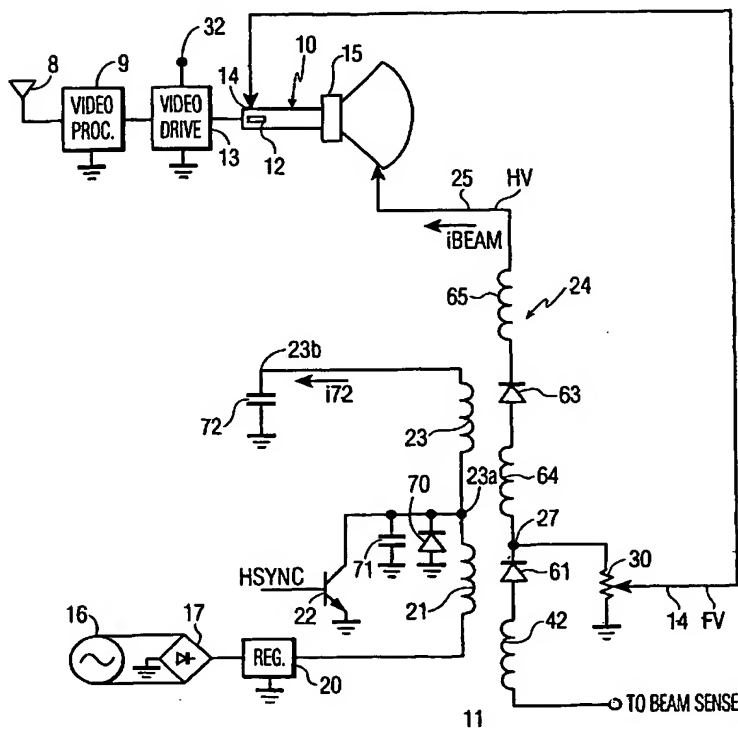 32
8
9
14
10
15
VIDEO
PROC.
VIDEO
DRIVE
13
12
25
HV
iBEAM
65
24
23b
i72
72
23
63
23a
64
70
27
30
71
61
HSYNC
22
21
14
FV
16
17
42
REG.
20
TO BEAM SENSE
11